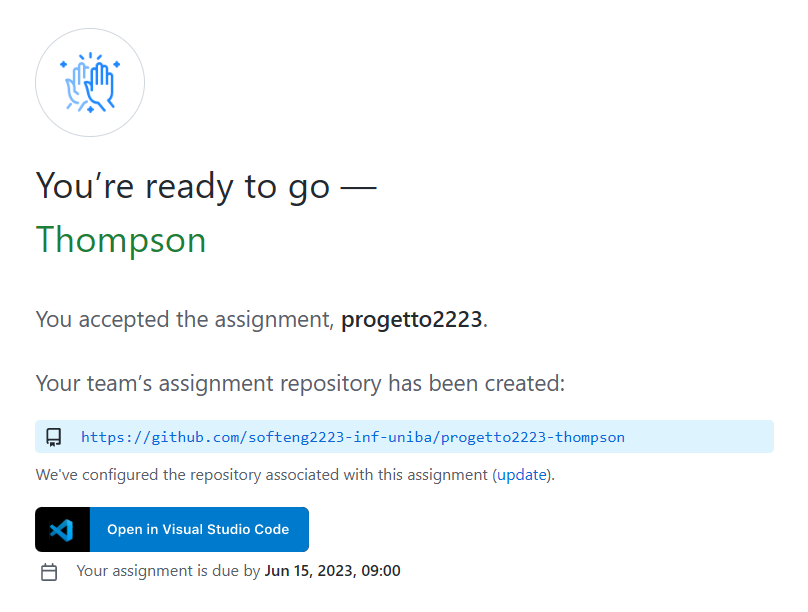 You’re ready to go —
Thompson
You accepted the assignment, progetto2223.
Your team’s assignment repository has been created:
https://github.com/softeng2223-inf-uniba/progetto2223-thompson
We've configured the repository associated with this assignment (update).
Open in Visual Studio Code
Your assignment is due by Jun 15, 2023, 09:00